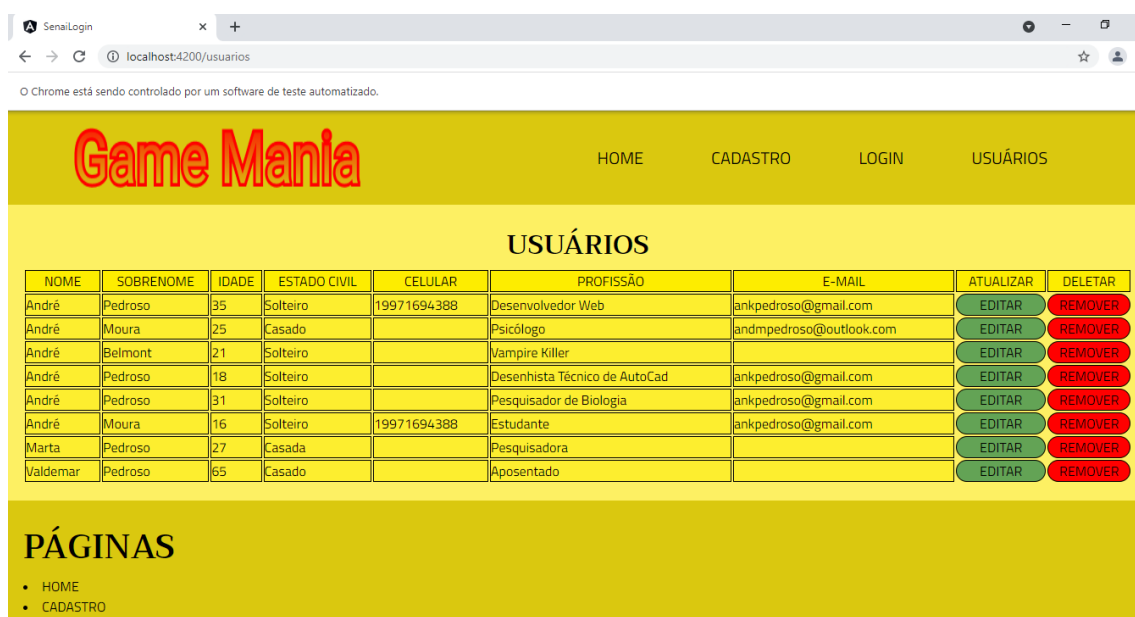 SenaiLogin
localhost:4200/usuarios
O Chrome está sendo controlado por um software de teste automatizado.
Game Mania HOME CADASTRO LOGIN USUÁRIOS
USUÁRIOS
NOME SOBRENOME IDADE ESTADO CIVIL CELULAR PROFISSÃO E-MAIL ATUALIZAR DELETAR
André Pedroso 35 Solteiro 19971694388 Desenvolvedor Web ankpedroso@gmail.com EDITAR REMOVER
André Moura 25 Casado Psicólogo andmpedroso@outlook.com EDITAR REMOVER
André Belmont 21 Solteiro Vampire Killer EDITAR REMOVER
André Pedroso 18 Solteiro Desenhista Técnico de AutoCad ankpedroso@gmail.com EDITAR REMOVER
André Pedroso 31 Solteiro Pesquisador de Biologia ankpedroso@gmail.com EDITAR REMOVER
André Moura 16 Solteiro 19971694388 Estudante ankpedroso@gmail.com EDITAR REMOVER
Marta Pedroso 27 Casada Pesquisadora EDITAR REMOVER
Valdemar Pedroso 65 Casado Aposentado EDITAR REMOVER
PÁGINAS
• HOME
• CADASTRO